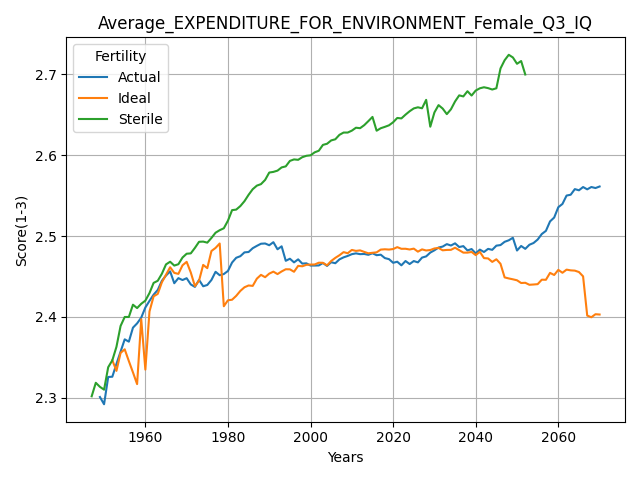 Average_EXPENDITURE_FOR_ENVIRONMENT_Female_Q3_IQ
Fertility
Actual
Ideal
Sterile
Score(1-3)
2.7
2.6
2.5
2.4
2.3
1960 1980 2000 2020 2040 2060
Years